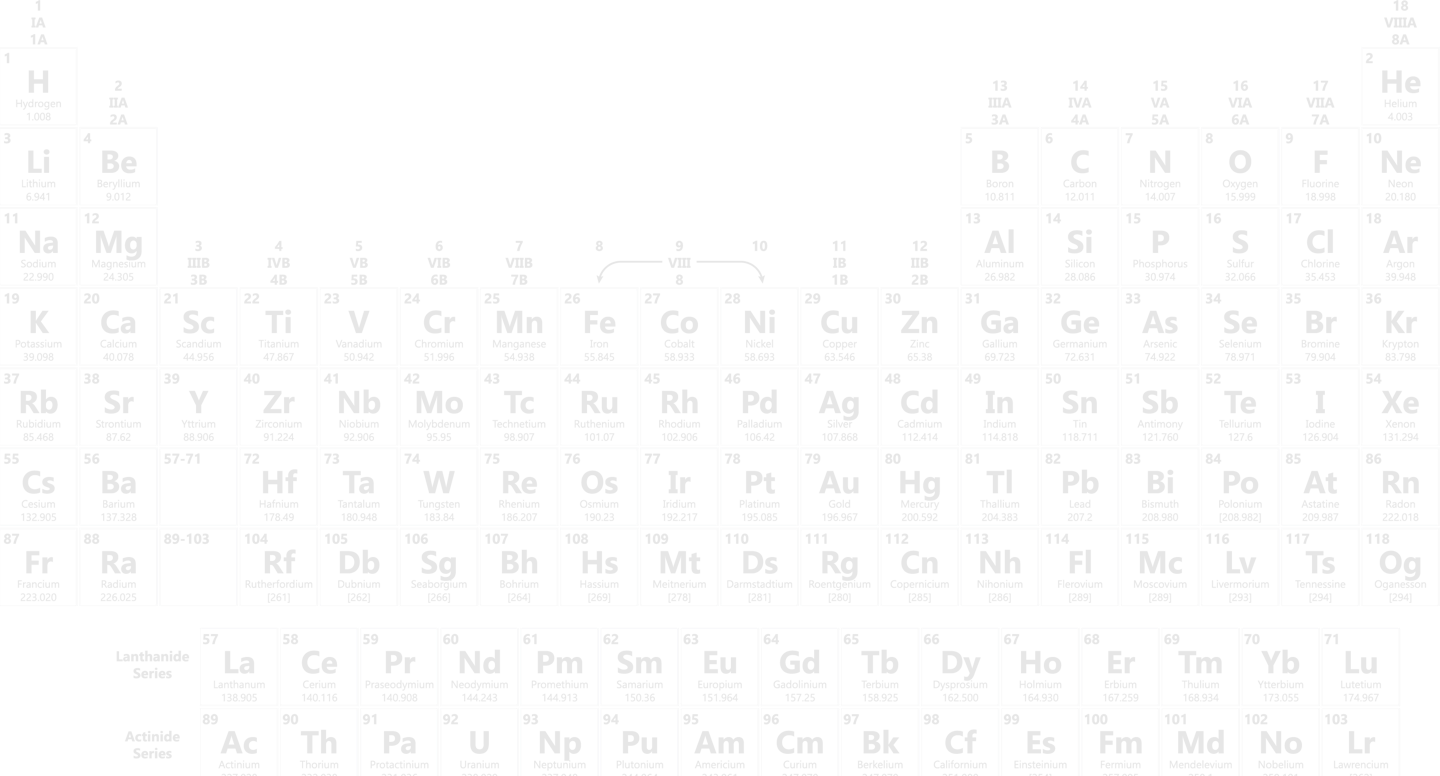 1 18
IA VIIIA
1A 8A
1 2
H He
2 13 14 15 16 17
Hydrogen IIA IIIA IVA VA VIA VIIA Helium
1.008 2A 3A 4A 5A 6A 7A 4.003
3 4 5 6 7 8 9 10
Li Be B C N O F Ne
Lithium Beryllium Boron Carbon Nitrogen Oxygen Fluorine Neon
6.941 9.012 10.811 12.011 14.007 15.999 18.998 20.180
11 12 13 14 15 16 17 18
Na Mg Al Si P S Cl Ar
3 4 5 6 7 8 9 10 11 12
Sodium Magnesium IIIB IVB VB VIB VIIB VIII IB IIB Aluminum Silicon Phosphorus Sulfur Chlorine Argon
22.990 24.305 3B 4B 5B 6B 7B 8 1B 2B 26.982 28.086 30.974 32.066 35.453 39.948
19 20 21 22 23 24 25 26 27 28 29 30 31 32 33 34 35 36
K Ca Sc Ti V Cr Mn Fe Co Ni Cu Zn Ga Ge As Se Br Kr
Potassium Calcium Scandium Titanium Vanadium Chromium Manganese Iron Cobalt Nickel Copper Zinc Gallium Germanium Arsenic Selenium Bromine Krypton
39.098 40.078 44.956 47.867 50.942 51.996 54.938 55.845 58.933 58.693 63.546 65.38 69.723 72.631 74.922 78.971 79.904 83.798
37 38 39 40 41 42 43 44 45 46 47 48 49 50 51 52 53 54
Rb Sr Y Zr Nb Mo Tc Ru Rh Pd Ag Cd In Sn Sb Te I Xe
Rubidium Strontium Yttrium Zirconium Niobium Molybdenum Technetium Ruthenium Rhodium Palladium Silver Cadmium Indium Tin Antimony Tellurium Iodine Xenon
85.468 87.62 88.906 91.224 92.906 95.95 98.907 101.07 102.906 106.42 107.868 112.414 114.818 118.711 121.760 127.6 126.904 131.294
55 56 57-71 72 73 74 75 76 77 78 79 80 81 82 83 84 85 86
Cs Ba Hf Ta W Re Os Ir Pt Au Hg Tl Pb Bi Po At Rn
Cesium Barium Hafnium Tantalum Tungsten Rhenium Osmium Iridium Platinum Gold Mercury Thallium Lead Bismuth Polonium Astatine Radon
132.905 137.328 178.49 180.948 183.84 186.207 190.23 192.217 195.085 196.967 200.592 204.383 207.2 208.980 [208.982] 209.987 222.018
87 88 89-103 104 105 106 107 108 109 110 111 112 113 114 115 116 117 118
Fr Ra Rf Db Sg Bh Hs Mt Ds Rg Cn Nh Fl Mc Lv Ts Og
Francium Radium Rutherfordium Dubnium Seaborgium Bohrium Hassium Meitnerium Darmstadtium Roentgenium Copernicium Nihonium Flerovium Moscovium Livermorium Tennessine Oganesson
223.020 226.025 [261] [262] [266] [264] [269] [278] [281] [280] [285] [286] [289] [289] [293] [294] [294]
57 58 59 60 61 62 63 64 65 66 67 68 69 70 71
Lanthanide La Ce Pr Nd Pm Sm Eu Gd Tb Dy Ho Er Tm Yb Lu
Series Lanthanum Cerium Praseodymium Neodymium Promethium Samarium Europium Gadolinium Terbium Dysprosium Holmium Erbium Thulium Ytterbium Lutetium
138.905 140.116 140.908 144.243 144.913 150.36 151.964 157.25 158.925 162.500 164.930 167.259 168.934 173.055 174.967
89 90 91 92 93 94 95 96 97 98 99 100 101 102 103
Actinide Ac Th Pa U Np Pu Am Cm Bk Cf Es Fm Md No Lr
Series Actinium Thorium Protactinium Uranium Neptunium Plutonium Americium Curium Berkelium Californium Einsteinium Fermium Mendelevium Nobelium Lawrencium